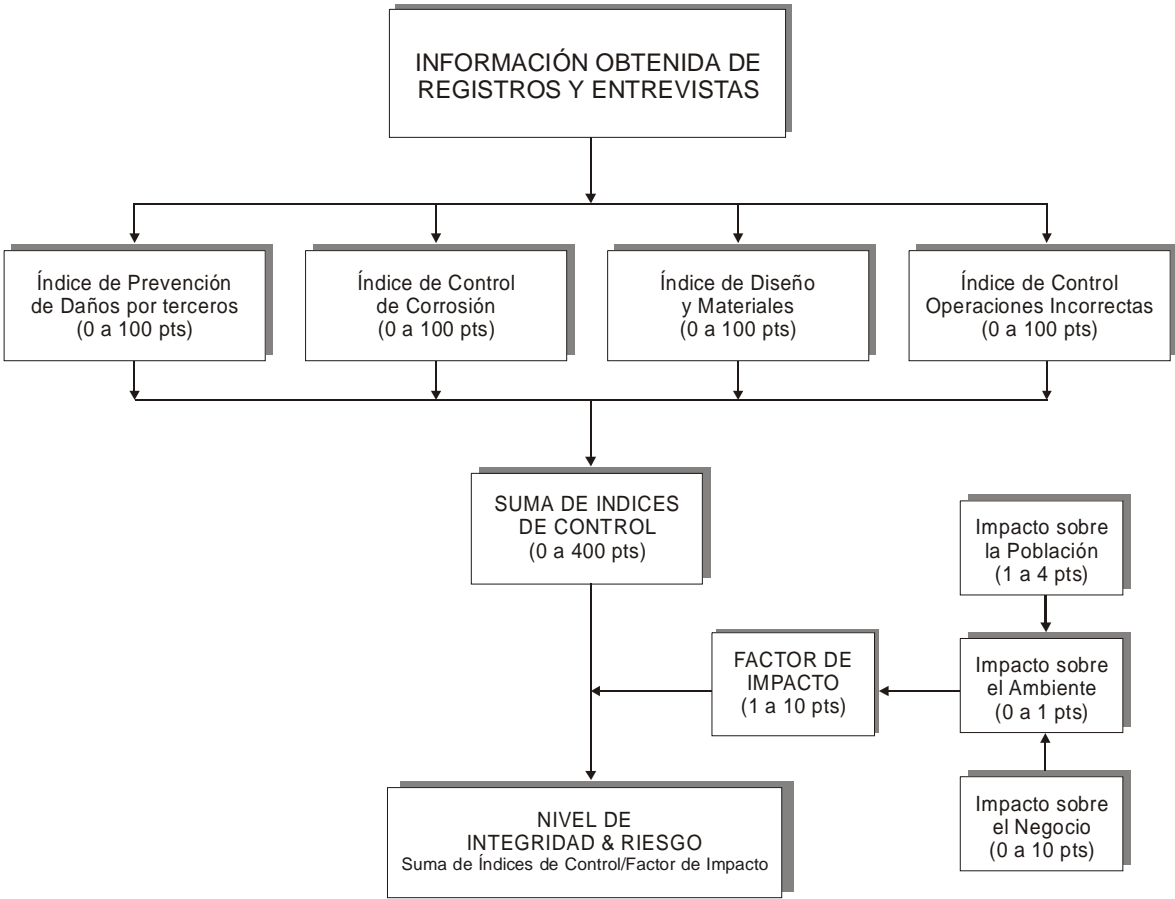 INFORMACIÓN OBTENIDA DE
REGISTROS Y ENTREVISTAS
Índice de Prevención
de Daños por terceros
(0 a 100 pts)
Índice de Control
de Corrosión
(0 a 100 pts)
Índice de Diseño
y Materiales
(0 a 100 pts)
Índice de Control
Operaciones Incorrectas
(0 a 100 pts)
SUMA DE INDICES
DE CONTROL
(0 a 400 pts)
Impacto sobre
la Población
(1 a 4 pts)
FACTOR DE
IMPACTO
(1 a 10 pts)
Impacto sobre
el Ambiente
(0 a 1 pts)
Impacto sobre
el Negocio
(0 a 10 pts)
NIVEL DE
INTEGRIDAD & RIESGO
Suma de Índices de Control/Factor de Impacto